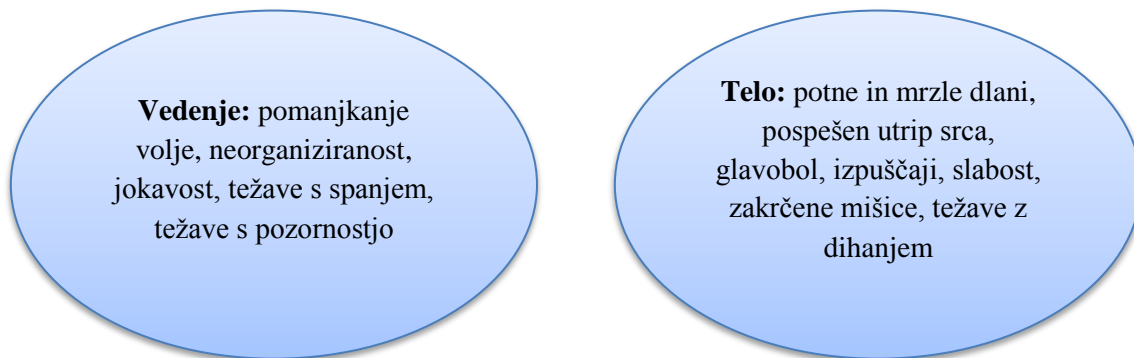 Vedenje: pomanjkanje
volje, neorganiziranost,
jokavost, težave s spanjem,
težave s pozornostjo
Telo: potne in mrzle dlani,
pospešen utrip srca,
glavobol, izpuščaji, slabost,
zakrčene mišice, težave z
dihanjem